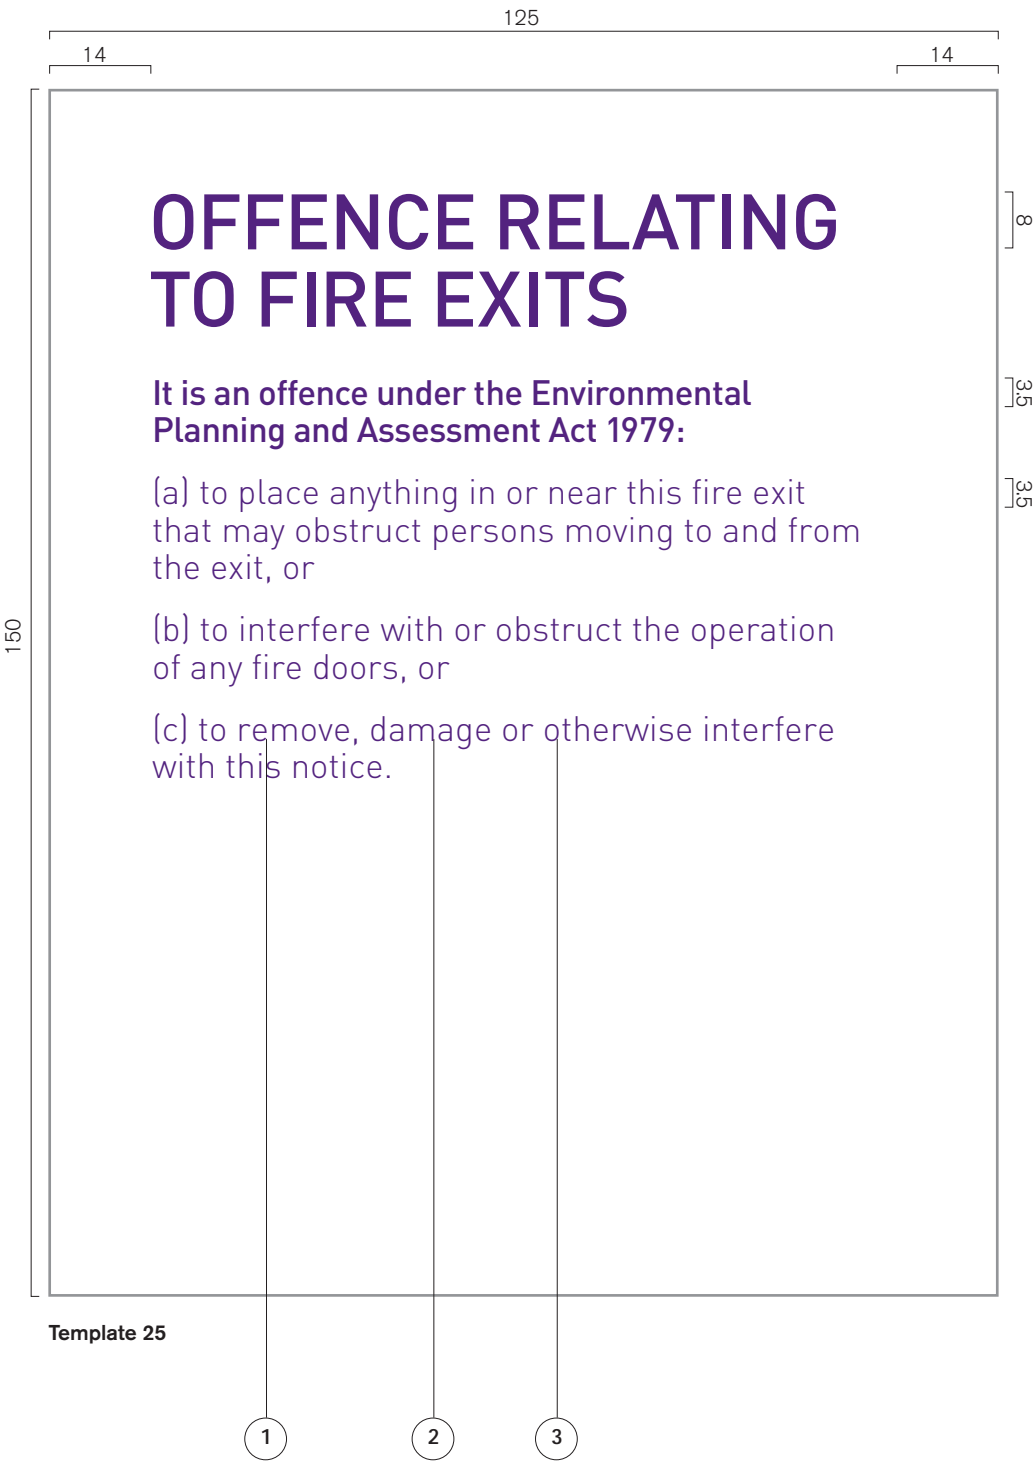 125
14
14
8
OFFENCE RELATING
TO FIRE EXITS
3.5
It is an offence under the Environmental
Planning and Assessment Act 1979:
3.5
(a) to place anything in or near this fire exit
that may obstruct persons moving to and from
the exit, or
150
(b) to interfere with or obstruct the operation
of any fire doors, or
(c) to remove, damage or otherwise interfere
with this notice.
Template 25
1
2
3